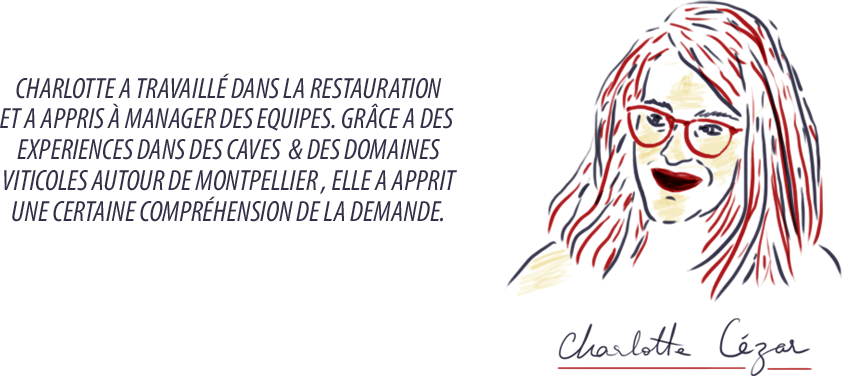 CHARLOTTE A TRAVAILLÉ DANS LA RESTAURATION
ET A APPRIS À MANAGER DES EQUIPES. GRÂCE A DES
EXPERIENCES DANS DES CAVES & DES DOMAINES
VITICOLES AUTOUR DE MONTPELLIER , ELLE A APPRIT
UNE CERTAINE COMPRÉHENSION DE LA DEMANDE.
Charlotte Cézar